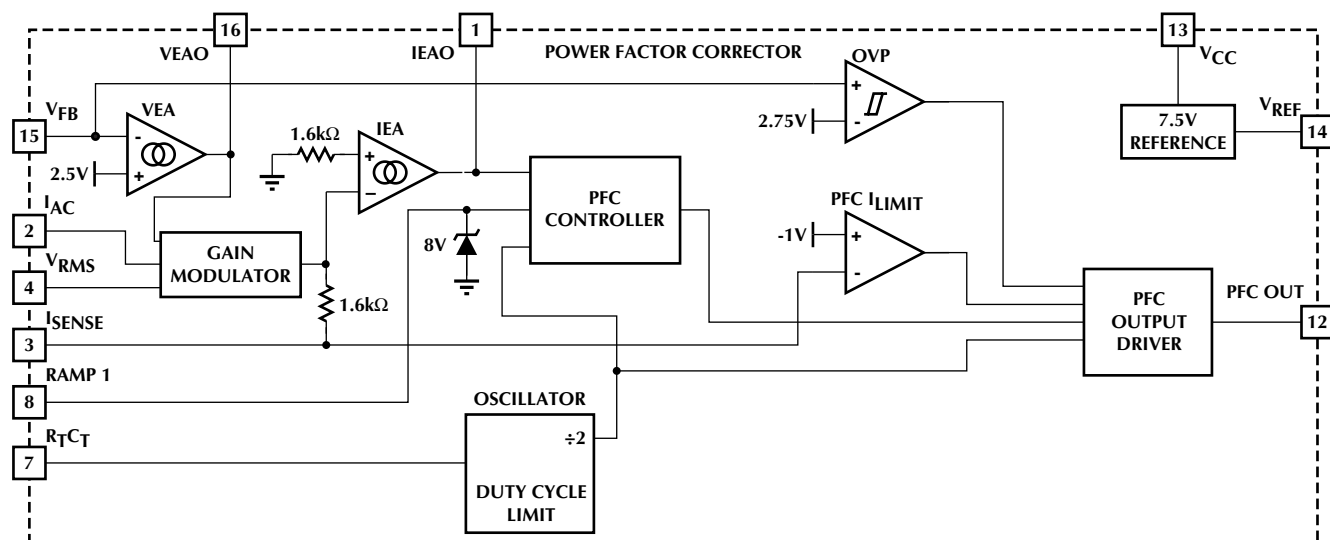 16
1
13
VEAO
IEAO
POWER FACTOR CORRECTOR
OVP
VCC
VFB
VEA
VREF
15
-
+
2.5V
1.6kΩ
IEA
+
−
+
-
2.75V
7.5V
REFERENCE
14
IAC
2
VRMS
4
GAIN
MODULATOR
8V
PFC
CONTROLLER
PFC ILIMIT
-1V
+
-
1.6kΩ
ISENSE
3
PFC
OUTPUT
DRIVER
PFC OUT
12
RAMP 1
8
OSCILLATOR
÷2
RTCT
7
DUTY CYCLE
LIMIT